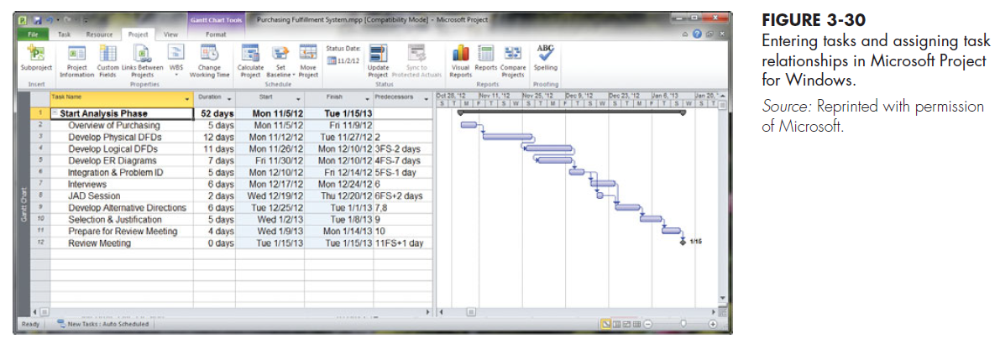 Gantt Chart Tools
Purchasing Fulfillment System.mpp [Compatibility Mode] – Microsoft Project
File Task Resource Project View Format
Subproject
Project Information
Custom Fields
Links Between Projects
WBS
Change Working Time
Calculate Project
Set Baseline
Move Project
Status Date:
11/2/12
Update Project
Sync to Protected Actuals
Visual Reports
Reports
Compare Projects
ABC
Spelling
Insert Properties Schedule Status Reports Proofing
Task Name Duration Start Finish Predecessors
Oct 28, '12 Nov 11, '12 Nov 25, '12 Dec 9, '12 Dec 23, '12 Jan 6, '13 Jan 20, '
S T M F T S W S T M F T S W S T M F T S W S T
1 Start Analysis Phase 52 days Mon 11/5/12 Tue 1/15/13
2 Overview of Purchasing 5 days Mon 11/5/12 Fri 11/9/12
3 Develop Physical DFDs 12 days Mon 11/12/12 Tue 11/27/12 2
4 Develop Logical DFDs 11 days Mon 11/26/12 Mon 12/10/12 3FS-2 days
5 Develop ER Diagrams 7 days Fri 11/30/12 Mon 12/10/12 4FS-7 days
6 Integration & Problem ID 5 days Mon 12/10/12 Fri 12/14/12 5FS-1 day
7 Interviews 6 days Mon 12/17/12 Mon 12/24/12 6
8 JAD Session 2 days Wed 12/19/12 Thu 12/20/12 6FS+2 days
9 Develop Alternative Directions 6 days Tue 12/25/12 Tue 1/1/13 7,8
10 Selection & Justification 5 days Wed 1/2/13 Tue 1/8/13 9
11 Prepare for Review Meeting 4 days Wed 1/9/13 Mon 1/14/13 10
12 Review Meeting 0 days Tue 1/15/13 Tue 1/15/13 11FS+1 day
1/15
Gantt Chart
Ready New Tasks : Auto Scheduled
FIGURE 3-30
Entering tasks and assigning task
relationships in Microsoft Project
for Windows.
Source: Reprinted with permission
of Microsoft.